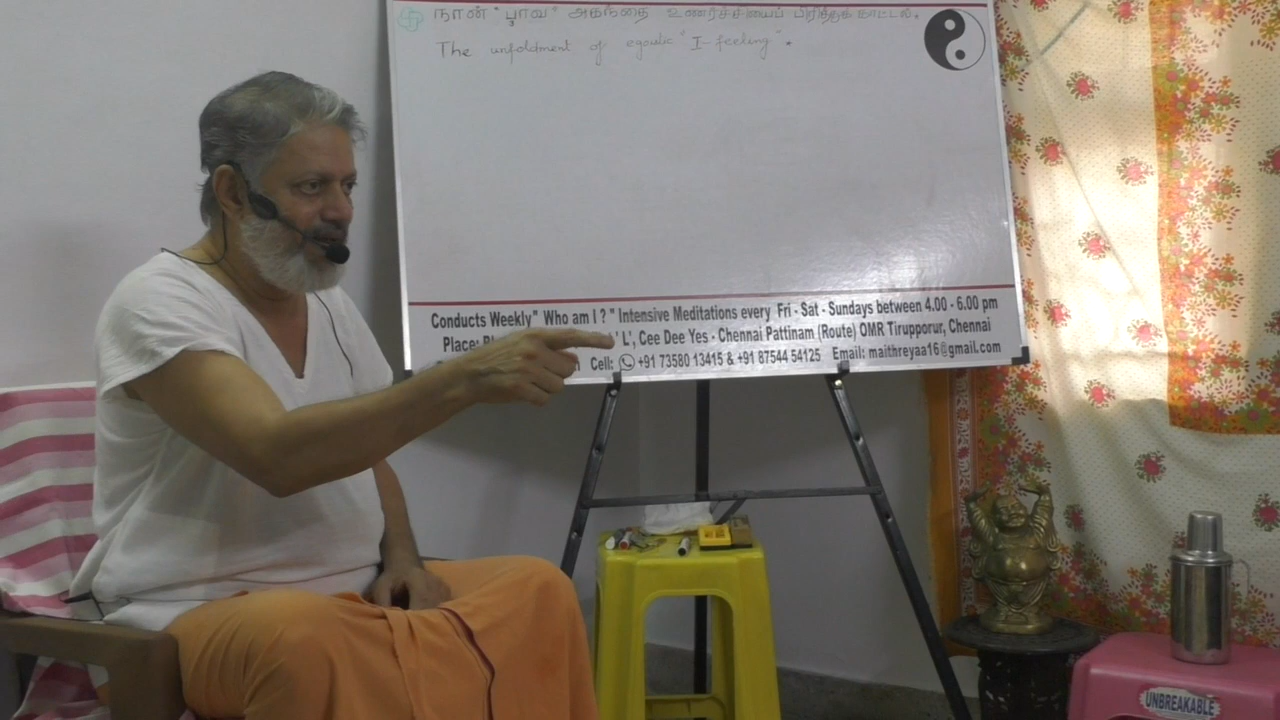 நான் "பாவ" அகந்தை உணர்ச்சியைப் பிரித்துக் காட்டல்.
The unfoldment of egoistic "I-feeling".
Conducts Weekly" Who am I ? " Intensive Meditations every Fri - Sat - Sundays between 4.00 - 6.00 pm
Place: 'L', Cee Dee Yes - Chennai Pattinam (Route) OMR Tirupporur, Chennai
Cell: +91 73580 13415 & +91 87544 54125 Email: maithreyaa16@gmail.com
UNBREAKABLE